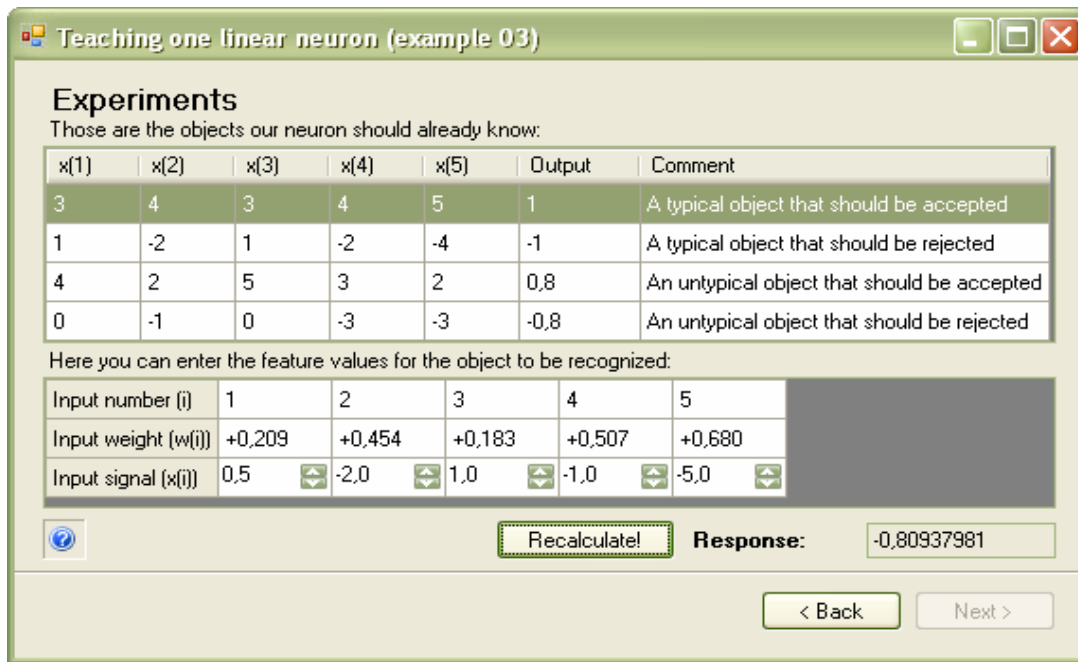 Teaching one linear neuron (example 03)
Experiments
Those are the objects our neuron should already know:
x(1) x(2) x(3) x(4) x(5) Output Comment
3 4 3 4 5 1 A typical object that should be accepted
1 -2 1 -2 -4 -1 A typical object that should be rejected
4 2 5 3 2 0,8 An untypical object that should be accepted
0 -1 0 -3 -3 -0,8 An untypical object that should be rejected
Here you can enter the feature values for the object to be recognized:
Input number (i) 1 2 3 4 5
Input weight (w(i)) +0,209 +0,454 +0,183 +0,507 +0,680
Input signal (x(i)) 0,5 -2,0 1,0 -1,0 -5,0
? Recalculate! Response: -0,80937981
< Back Next >